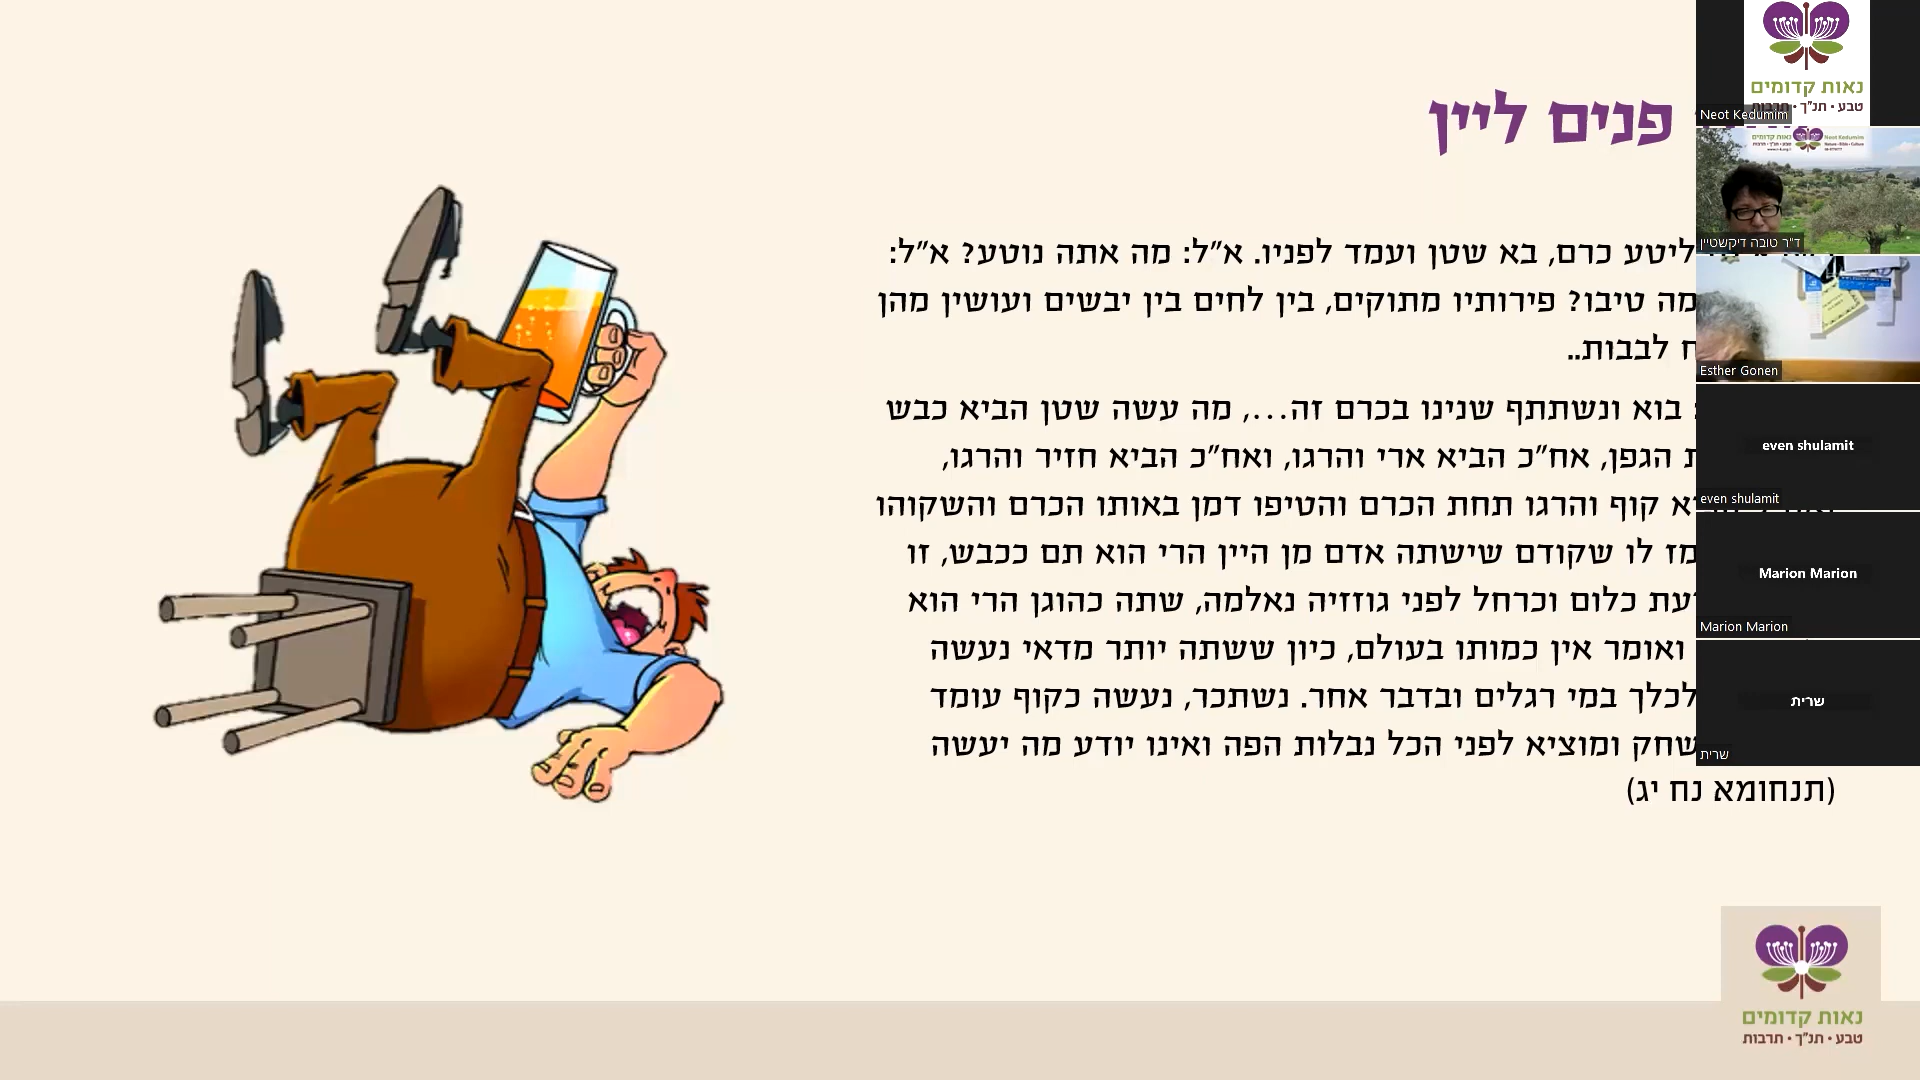 פנים ליין
ליטע כרם, בא שטן ועמד לפניו. א"ל: מה אתה נוטע? א"ל:
מה טיבו? פירותיו מתוקים, בין לחים בין יבשים ועושין מהן
לבבות..
בוא ונשתתף שנינו בכרם זה..., מה עשה שטן הביא כבש
הגפן, אח"כ הביא ארי והרגו, ואח"כ הביא חזיר והרגו,
קוף והרגו תחת הכרם והטיפו דמן באותו הכרם והשקוהו
לו שקודם שישתה אדם מן היין הרי הוא תם ככבש, זו
כלום וכרחל לפני גוזזיה נאלמה, שתה כהוגן הרי הוא
ואומר אין כמותו בעולם, כיון ששתה יותר מדאי נעשה
במי רגלים ובדבר אחר. נשתכר, נעשה כקוף עומד
ומוציא לפני הכל נבלות הפה ואינו יודע מה יעשה
(תנחומא נח יג)
נאות קדומים
טבע • תנ"ך • תרבות
Neot Kedumim
נאות קדומים
Neot Kedumim
ד"ר טובה דיקשטיין
Esther Gonen
even shulamit
even shulamit
Marion Marion
Marion Marion
שרית
שרית
נאות קדומים
טבע • תנ"ך • תרבות